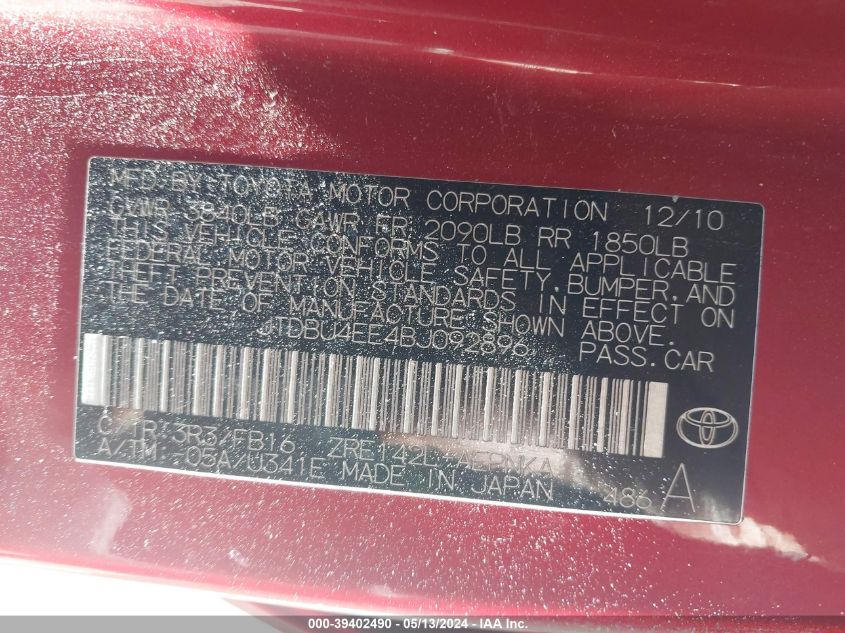 MFD.BY:TOYOTA MOTOR CORPORATION 12/10
GVWR 3840LB GAWR FR 2090LB RR 1850LB
THIS VEHICLE CONFORMS TO ALL APPLICABLE
FEDERAL MOTOR VEHICLE SAFETY,BUMPER,AND
THEFT PREVENTION STANDARDS IN EFFECT ON
THE DATE OF MANUFACTURE SHOWN ABOVE.
JTDBU4EE4BJ092896 PASS.CAR
C/TR:3R3/FB16 ZRE142L-AEPNKA
A/TM:-05A/U341E MADE IN JAPAN 486 A
000-39402490 - 05/13/2024 - IAA Inc.